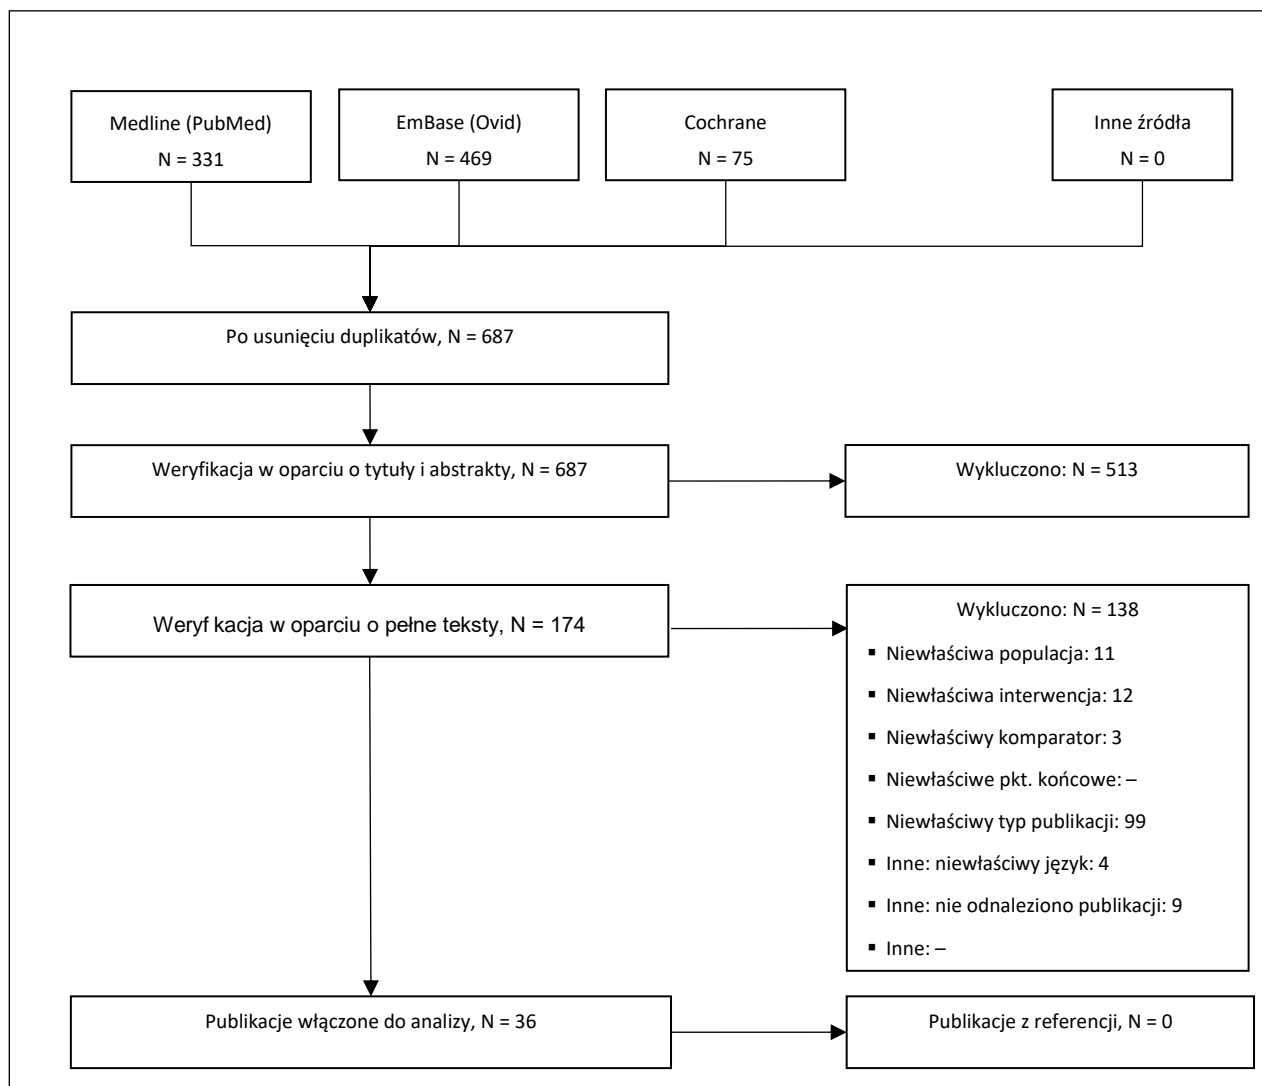 Medline (PubMed)
N = 331
EmBase (Ovid)
N = 469
Cochrane
N = 75
Inne źródła
N = 0
Po usunięciu duplikatów, N = 687
Weryfikacja w oparciu o tytuły i abstrakty, N = 687
Wykluczono: N = 513
Weryf kacja w oparciu o pełne teksty, N = 174
Wykluczono: N = 138
▪ Niewłaściwa populacja: 11
▪ Niewłaściwa interwencja: 12
▪ Niewłaściwy komparator: 3
▪ Niewłaściwe pkt. końcowe: –
▪ Niewłaściwy typ publikacji: 99
▪ Inne: niewłaściwy język: 4
▪ Inne: nie odnaleziono publikacji: 9
▪ Inne: –
Publikacje włączone do analizy, N = 36
Publikacje z referencji, N = 0